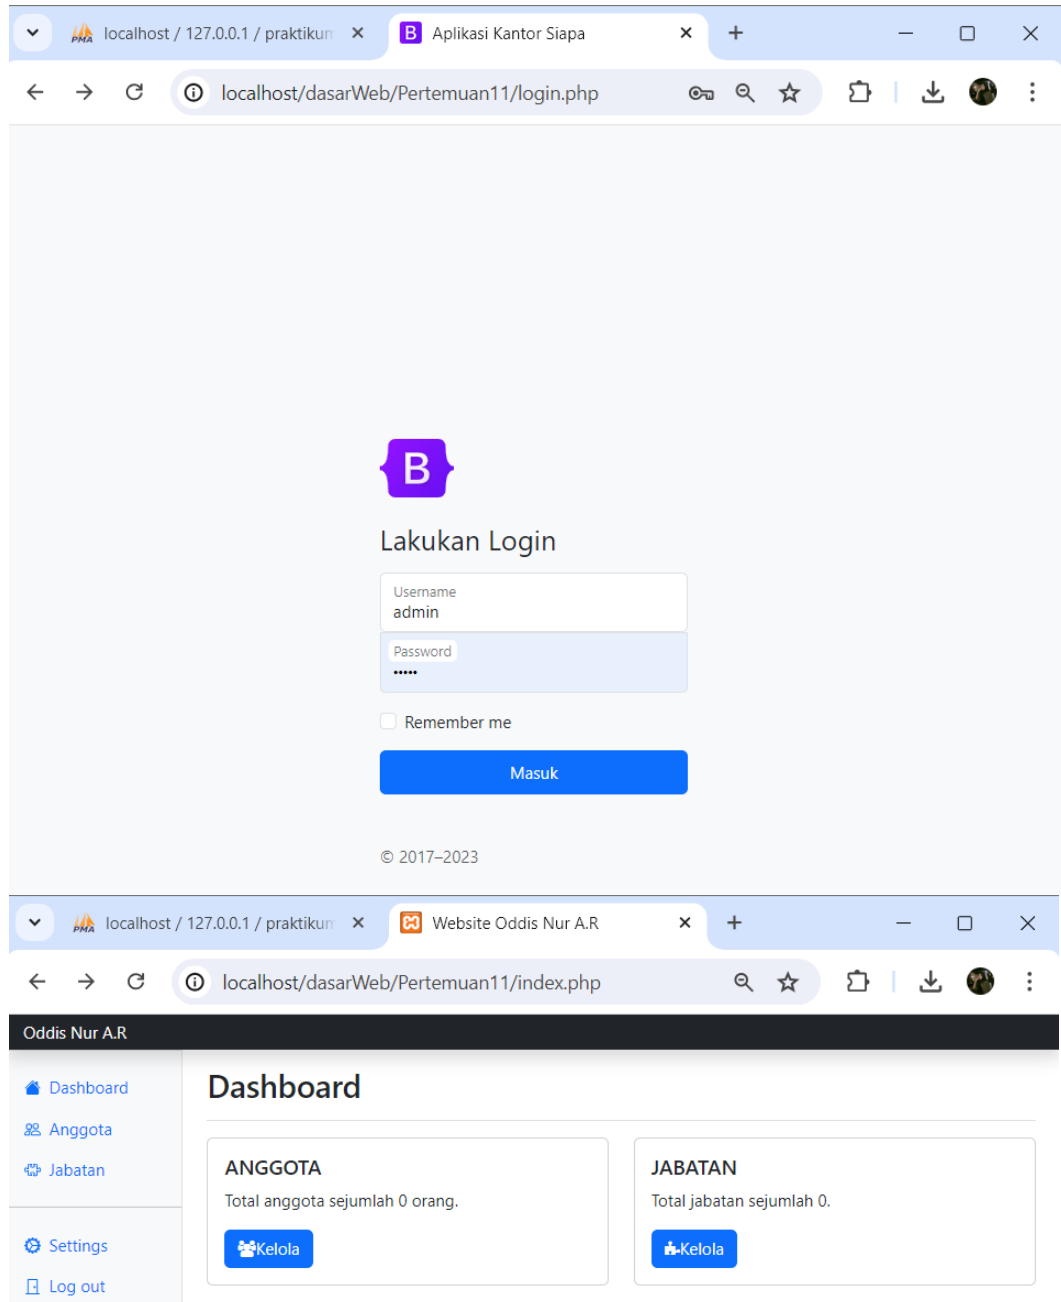 localhost / 127.0.0.1 / praktikum
Aplikasi Kantor Siapa
localhost/dasarWeb/Pertemuan11/login.php
B
Lakukan Login
Username
admin
Password
•••••
Remember me
Masuk
© 2017–2023
localhost / 127.0.0.1 / praktikum
Website Oddis Nur A.R
localhost/dasarWeb/Pertemuan11/index.php
Oddis Nur A.R
Dashboard
Anggota
Jabatan
Settings
Log out
Dashboard
ANGGOTA
Total anggota sejumlah 0 orang.
Kelola
JABATAN
Total jabatan sejumlah 0.
Kelola